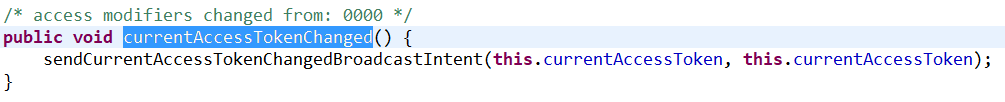 /* access modifiers changed from: 0000 */
public void currentAccessTokenChanged() {
    sendCurrentAccessTokenChangedBroadcastIntent(this.currentAccessToken, this.currentAccessToken);
}